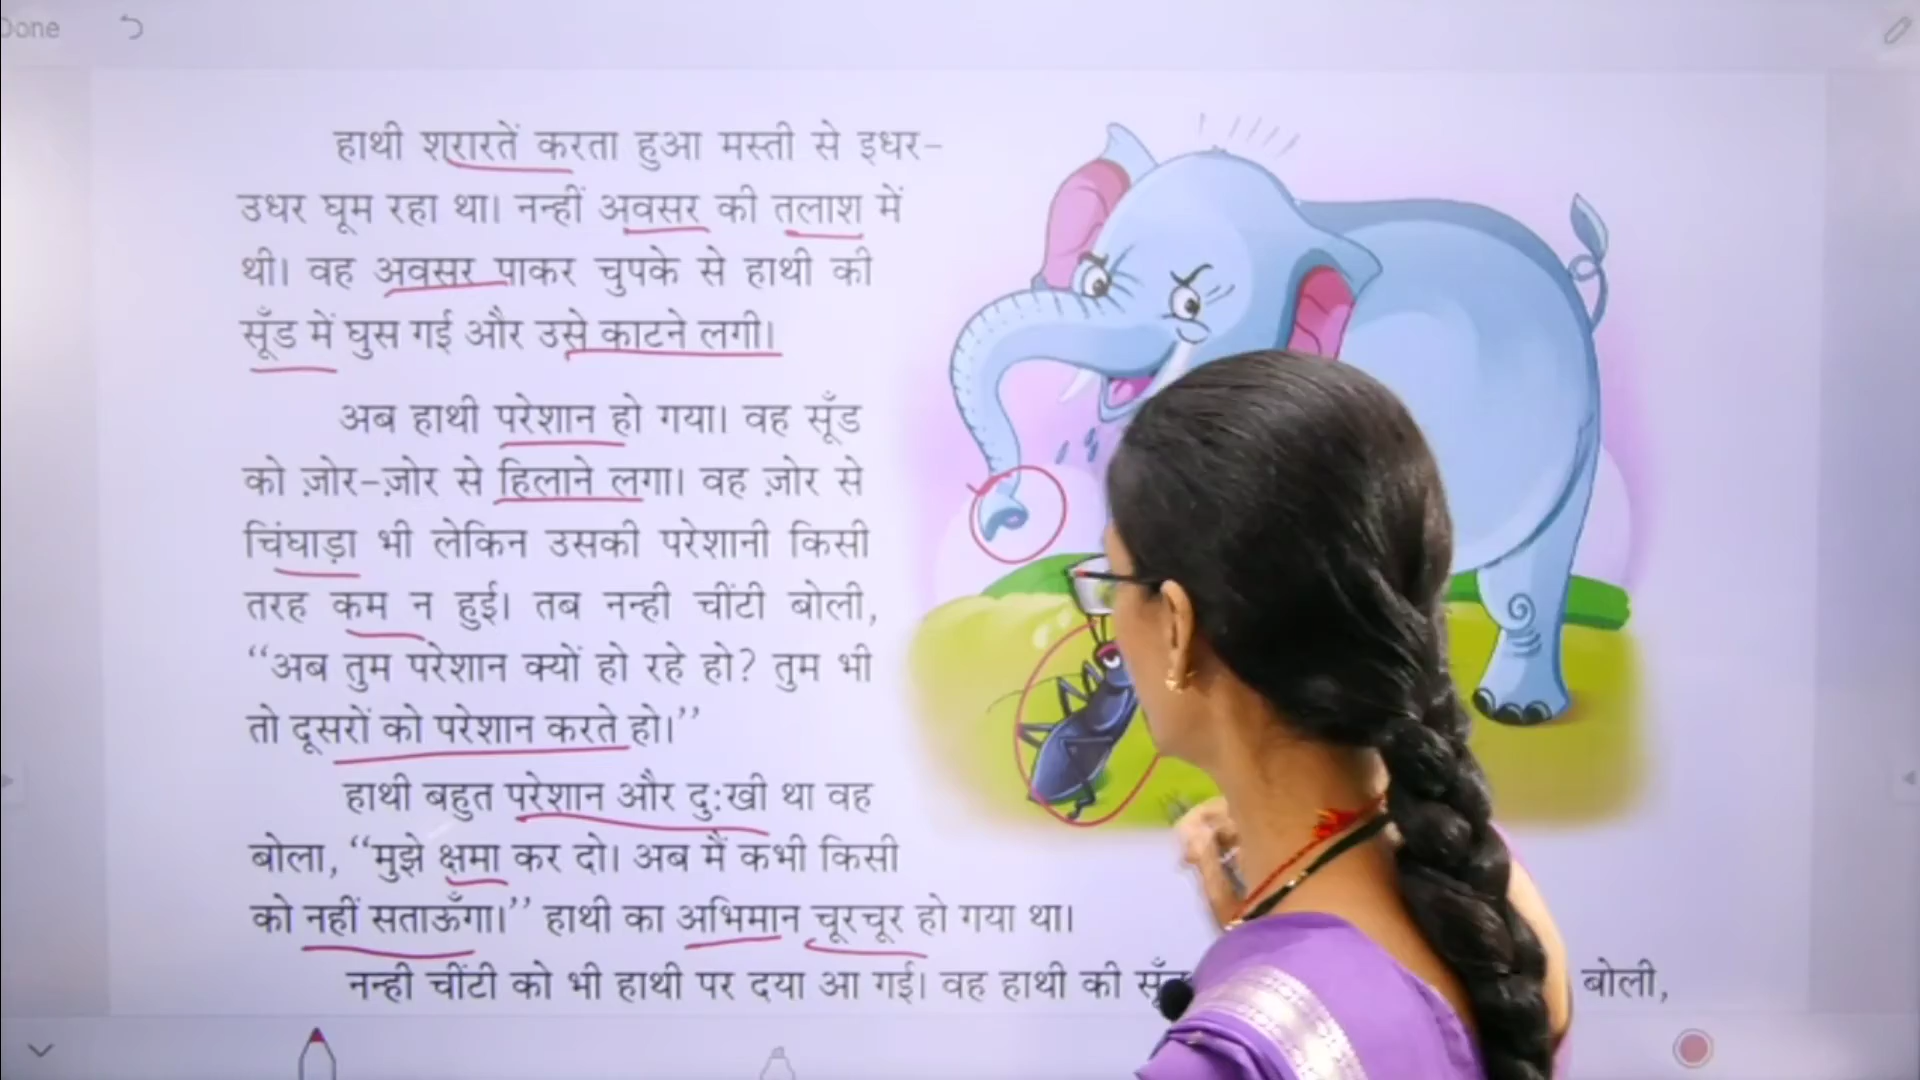 Done
हाथी शरारतें करता हुआ मस्ती से इधर-
उधर घूम रहा था। नन्हीं अवसर की तलाश में
थी। वह अवसर पाकर चुपके से हाथी की
सूँड में घुस गई और उसे काटने लगी।
अब हाथी परेशान हो गया। वह सूँड
को ज़ोर-ज़ोर से हिलाने लगा। वह ज़ोर से
चिंघाड़ा भी लेकिन उसकी परेशानी किसी
तरह कम न हुई। तब नन्ही चींटी बोली,
“अब तुम परेशान क्यों हो रहे हो? तुम भी
तो दूसरों को परेशान करते हो।”
हाथी बहुत परेशान और दु:खी था वह
बोला, “मुझे क्षमा कर दो। अब मैं कभी किसी
को नहीं सताऊँगा।” हाथी का अभिमान चूरचूर हो गया था।
नन्ही चींटी को भी हाथी पर दया आ गई। वह हाथी की बोली,